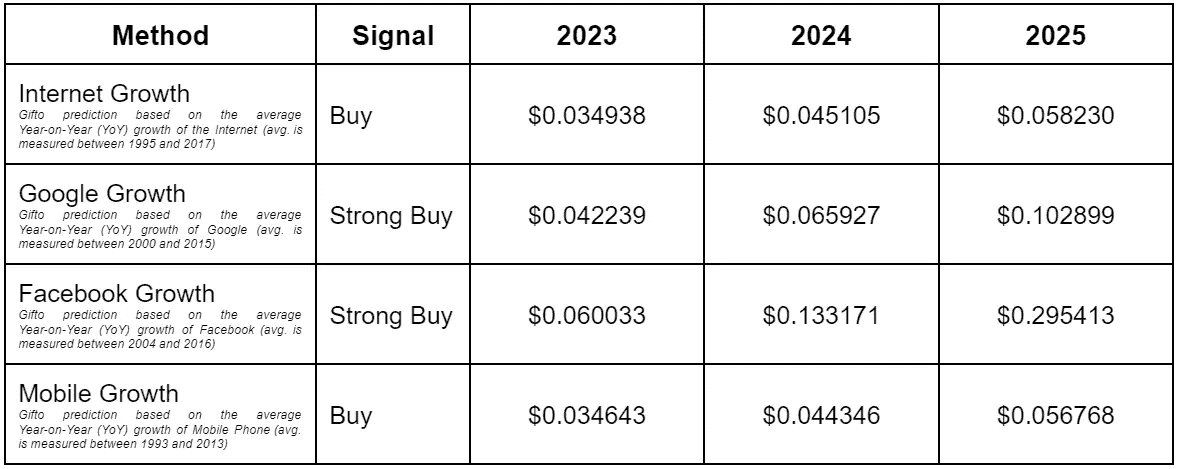 Method Signal 2023 2024 2025
Internet Growth
Gifto prediction based on the average
Year-on-Year (YoY) growth of the Internet (avg. is
measured between 1995 and 2017)
Buy $0.034938 $0.045105 $0.058230
Google Growth
Gifto prediction based on the average
Year-on-Year (YoY) growth of Google (avg. is
measured between 2000 and 2015)
Strong Buy $0.042239 $0.065927 $0.102899
Facebook Growth
Gifto prediction based on the average
Year-on-Year (YoY) growth of Facebook (avg. is
measured between 2004 and 2016)
Strong Buy $0.060033 $0.133171 $0.295413
Mobile Growth
Gifto prediction based on the average
Year-on-Year (YoY) growth of Mobile Phone (avg.
is measured between 1993 and 2013)
Buy $0.034643 $0.044346 $0.056768